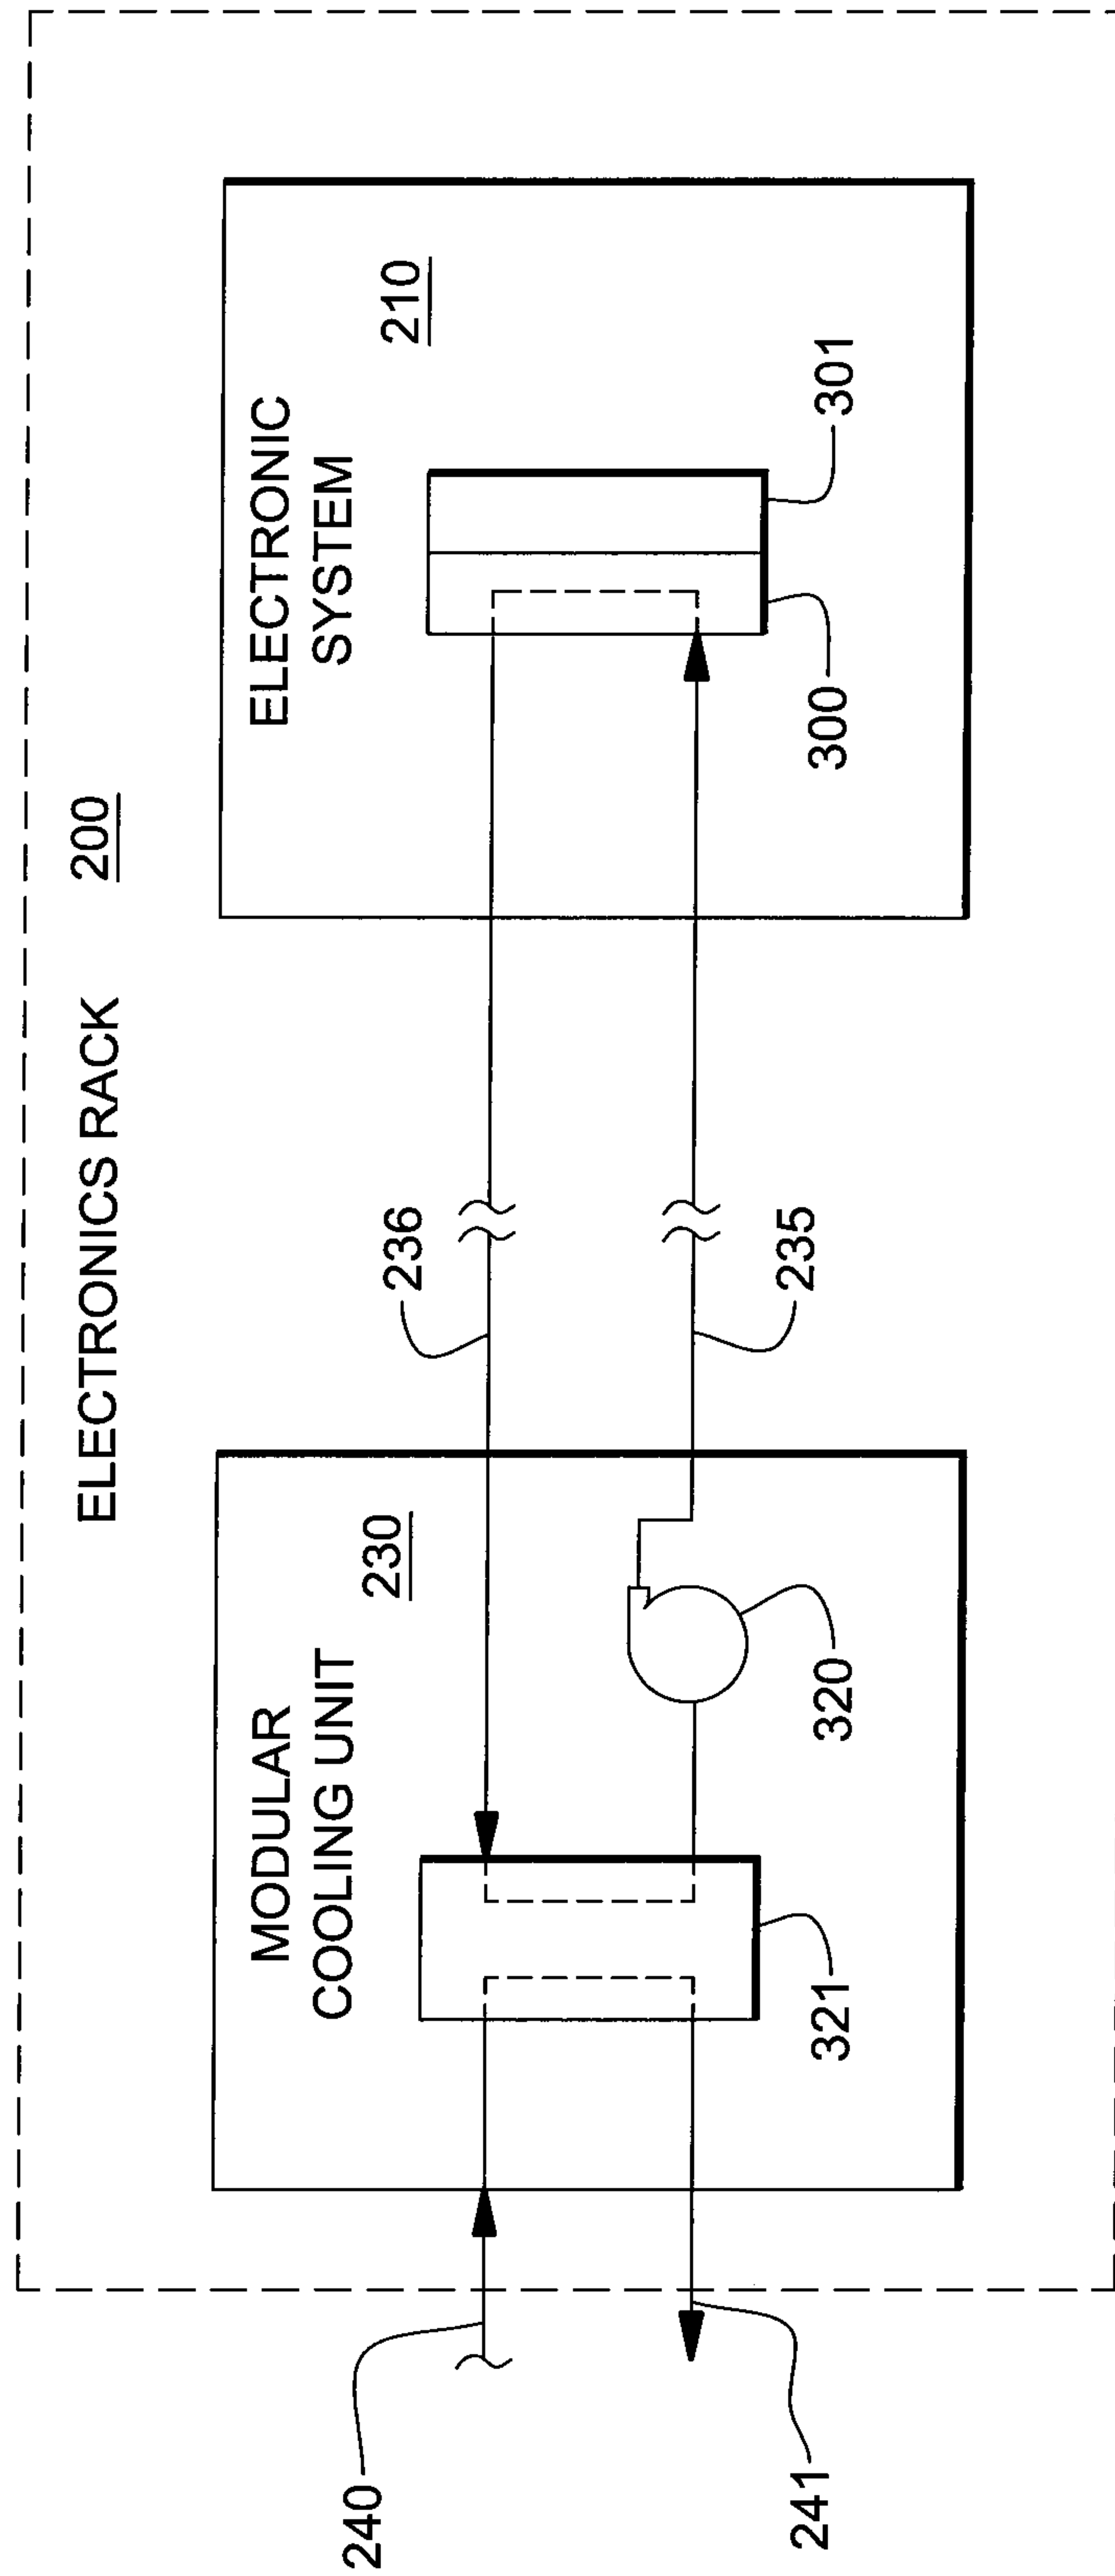 ELECTRONICS RACK 200
MODULAR
COOLING UNIT
230
ELECTRONIC
SYSTEM
210
240
236
241
321
320
235
300
301